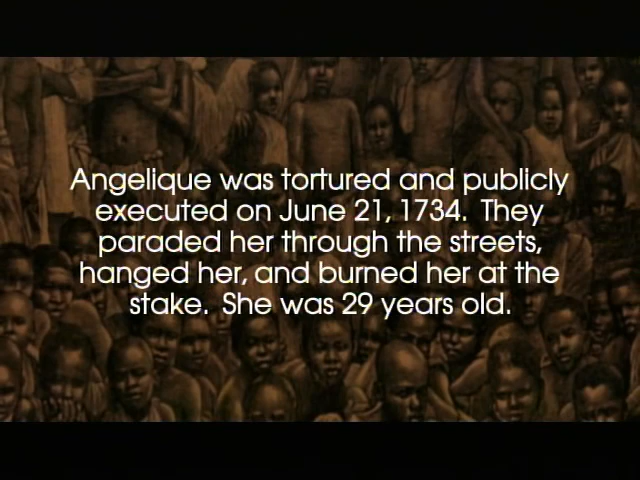 Angelique was tortured and publicly
executed on June 21, 1734.  They
paraded her through the streets,
hanged her, and burned her at the
stake.  She was 29 years old.